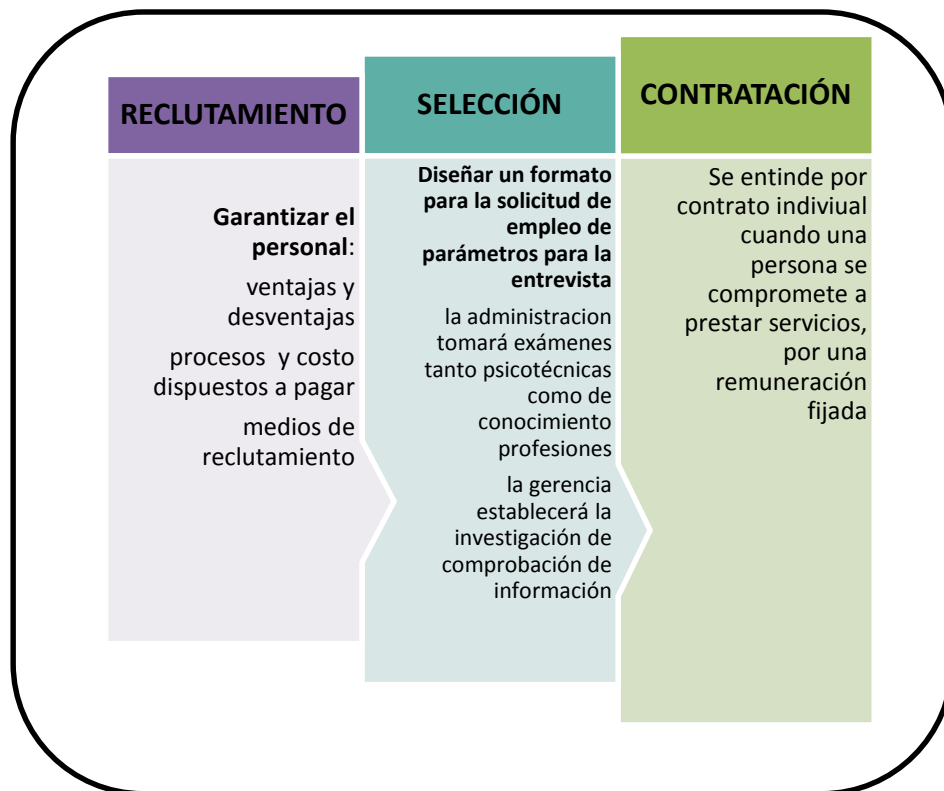 RECLUTAMIENTO
Garantizar el
personal:
ventajas y
desventajas
procesos y costo
dispuestos a pagar
medios de
reclutamiento
SELECCIÓN
Diseñar un formato
para la solicitud de
empleo de
parámetros para la
entrevista
la administracion
tomará exámenes
tanto psicotécnicas
como de
conocimiento
profesiones
la gerencia
establecerá la
investigación de
comprobación de
información
CONTRATACIÓN
Se entinde por
contrato indiviual
cuando una
persona se
compromete a
prestar servicios,
por una
remuneración
fijada